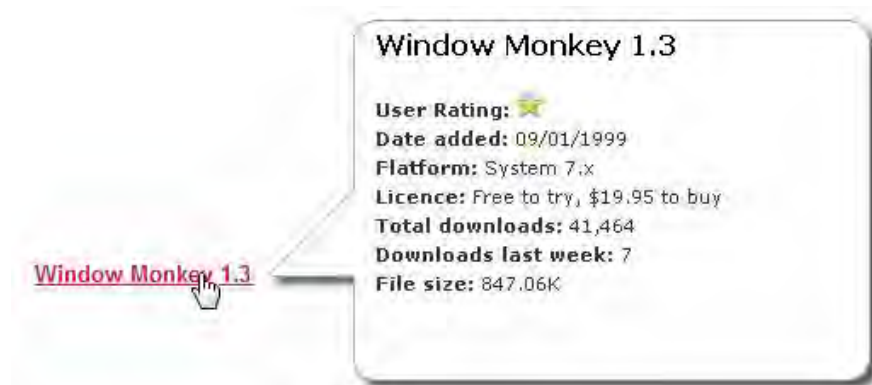 Window Monkey 1.3
User Rating:
Date added: 09/01/1999
Flatform: System 7.x
Licence: Free to try, $19.95 to buy
Total downloads: 41,464
Downloads last week: 7
File size: 847.06K
Window Monkey 1.3